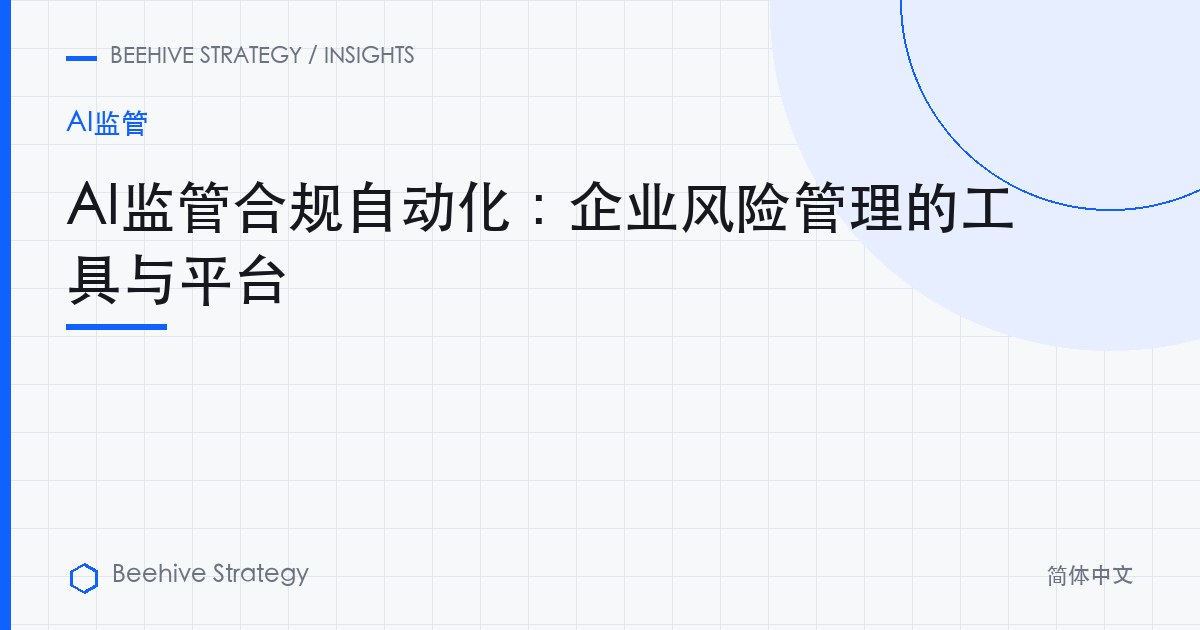 BEEHIVE STRATEGY / INSIGHTS
AI监管
AI监管合规自动化：企业风险管理的工
具与平台
Beehive Strategy
简体中文